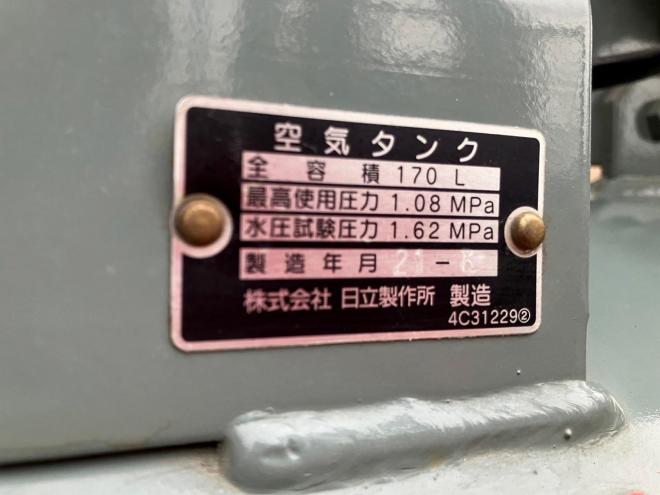 空気タンク
全容積 170 L
最高使用圧力 1.08 MPa
水圧試験圧力 1.62 MPa
製造年月 21-
株式会社 日立製作所 製造
4C31229②